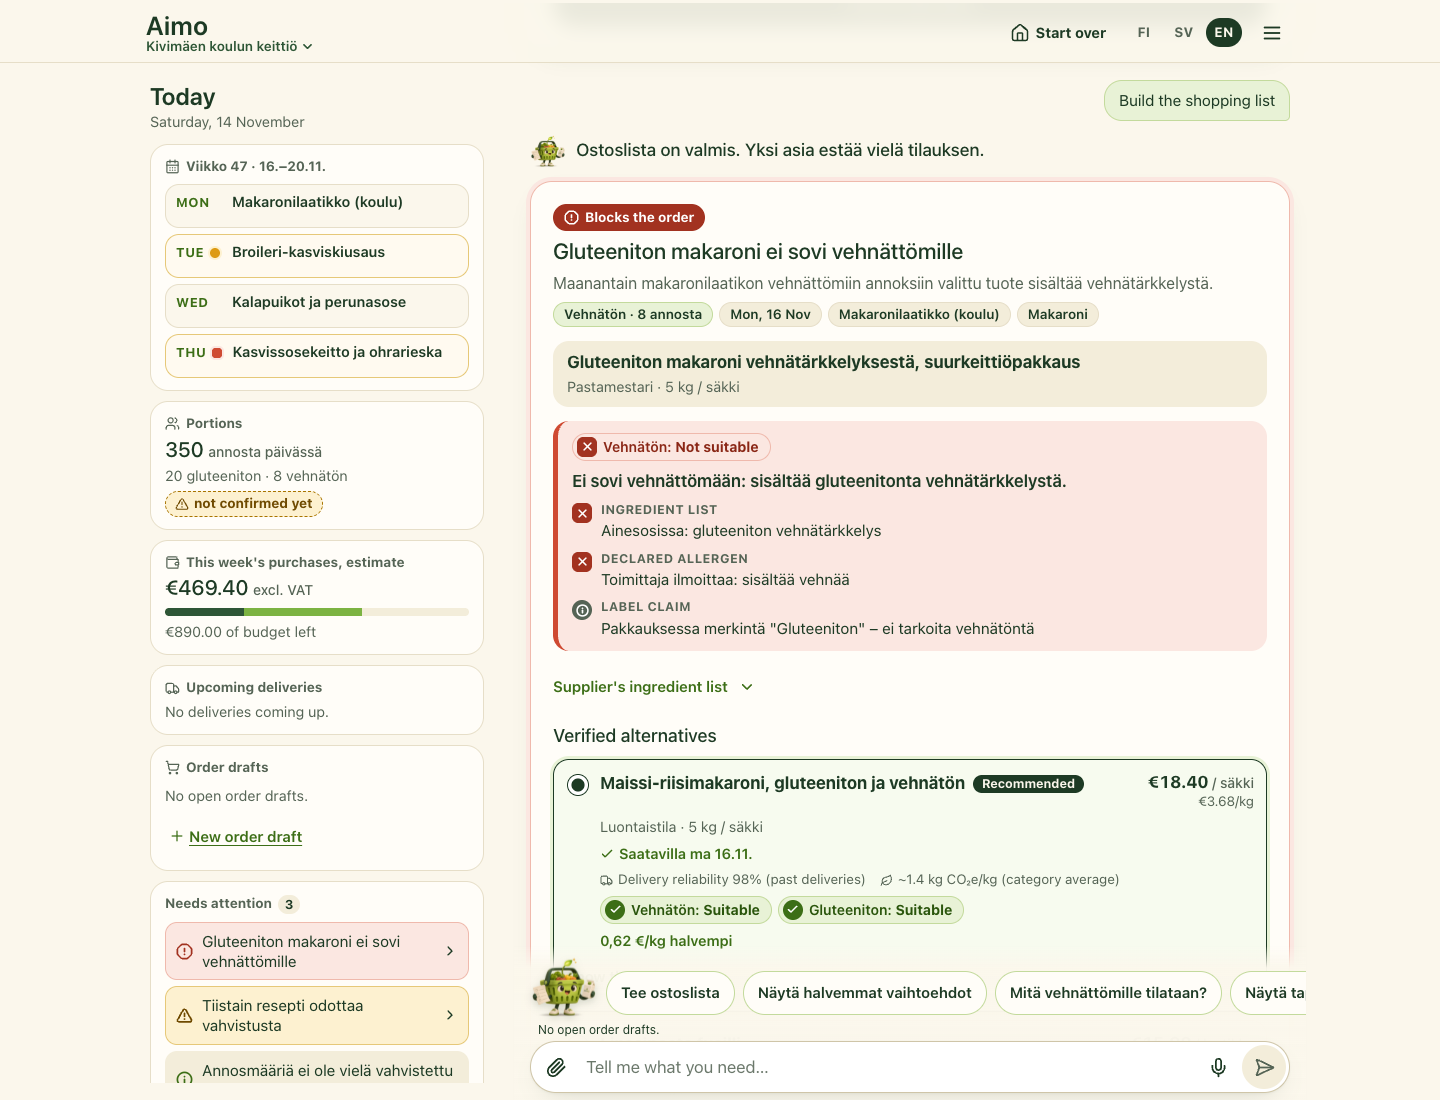 Aimo
Kivimäen koulun keittiö
Start over
FI
SV
EN
Today
Saturday, 14 November
Viikko 47 · 16.–20.11.
MON Makaronilaatikko (koulu)
TUE Broileri-kasviskiusaus
WED Kalapuikot ja perunasose
THU Kasvissosekeitto ja ohrarieska
Portions
350 annosta päivässä
20 gluteeniton · 8 vehnätön
not confirmed yet
This week's purchases, estimate
€469.40 excl. VAT
€890.00 of budget left
Upcoming deliveries
No deliveries coming up.
Order drafts
No open order drafts.
New order draft
Needs attention 3
Gluteeniton makaroni ei sovi
vehnättömille
Tiistain resepti odottaa
vahvistusta
Annosmääriä ei ole vielä vahvistettu
Build the shopping list
Ostoslista on valmis. Yksi asia estää vielä tilauksen.
Blocks the order
Gluteeniton makaroni ei sovi vehnättömille
Maanantain makaronilaatikon vehnättömiin annoksiin valittu tuote sisältää vehnätärkkelystä.
Vehnätön · 8 annosta
Mon, 16 Nov
Makaronilaatikko (koulu)
Makaroni
Gluteeniton makaroni vehnätärkkelyksestä, suurkeittiöpakkaus
Pastamestari · 5 kg / säkki
Vehnätön: Not suitable
Ei sovi vehnättömään: sisältää gluteenitonta vehnätärkkelystä.
INGREDIENT LIST
Ainesosissa: gluteeniton vehnätärkkelys
DECLARED ALLERGEN
Toimittaja ilmoittaa: sisältää vehnää
LABEL CLAIM
Pakkauksessa merkintä "Gluteeniton" – ei tarkoita vehnätöntä
Supplier's ingredient list
Verified alternatives
Maissi-riisimakaroni, gluteeniton ja vehnätön Recommended
€18.40 / säkki
€3.68/kg
Luontaistila · 5 kg / säkki
Saatavilla ma 16.11.
Delivery reliability 98% (past deliveries) ~1.4 kg CO₂e/kg (category average)
Vehnätön: Suitable
Gluteeniton: Suitable
0,62 €/kg halvempi
Tee ostoslista
Näytä halvemmat vaihtoehdot
Mitä vehnättömille tilataan?
Näytä ta
No open order drafts.
Tell me what you need...